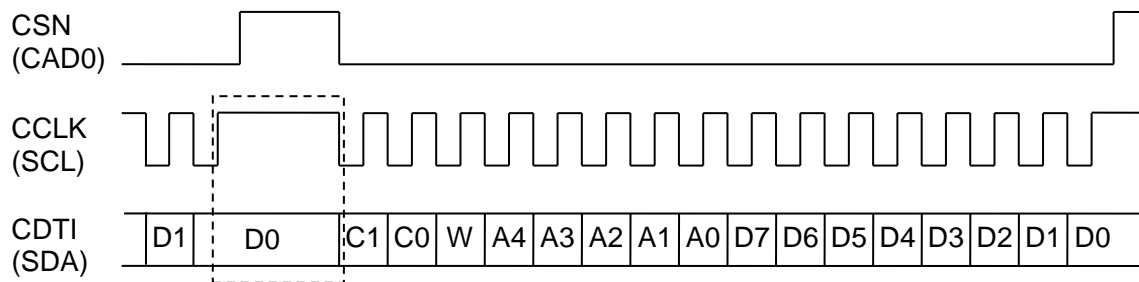 CSN
(CAD0)
CCLK
(SCL)
CDTI
(SDA)
D1 D0 C1 C0 W A4 A3 A2 A1 A0 D7 D6 D5 D4 D3 D2 D1 D0